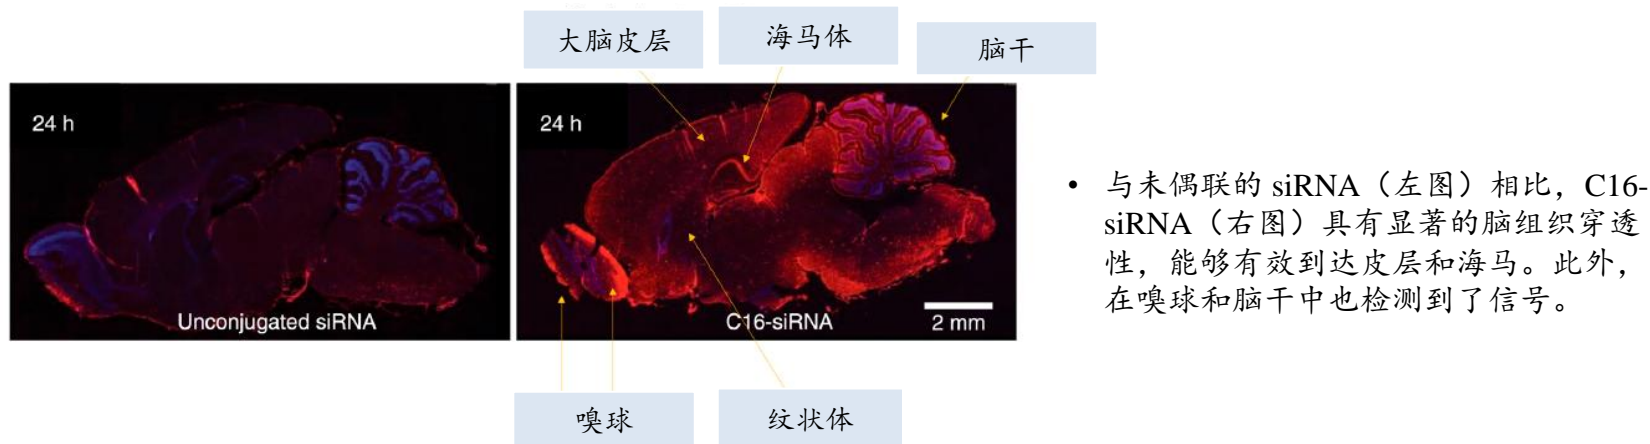 大脑皮层
海马体
脑干
24 h
24 h
Unconjugated siRNA
C16-siRNA
2 mm
嗅球
纹状体
• 与未偶联的 siRNA（左图）相比，C16-
siRNA（右图）具有显著的脑组织穿透
性，能够有效到达皮层和海马。此外，
在嗅球和脑干中也检测到了信号。